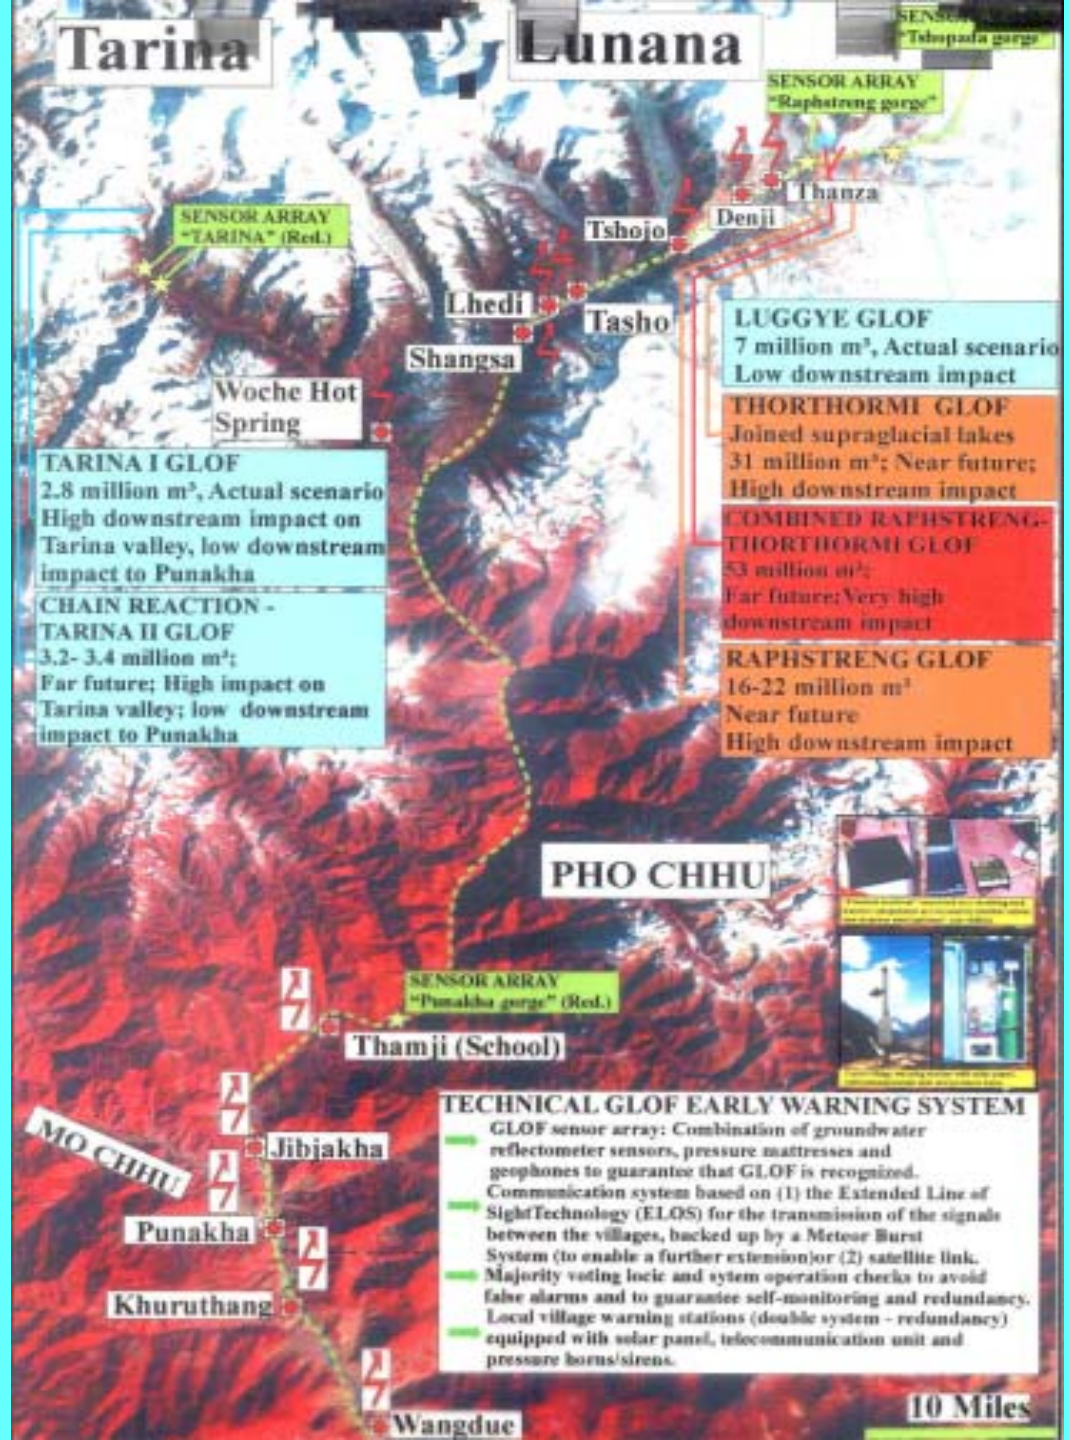 Tarina
Lunana
SENSOR
"Tshopada gorge"
SENSOR ARRAY
"Raphstreng gorge"
Thanza
Denji
SENSOR ARRAY
"TARINA" (Red.)
Tshojo
Lhedi
Tasho
Shangsa
Woche Hot
Spring
LUGGYE GLOF
7 million m³, Actual scenario
Low downstream impact
THORTHORMI GLOF
Joined supraglacial lakes
31 million m³; Near future;
High downstream impact
COMBINED RAPHSTRENG-
THORTHORMI GLOF
53 million m³;
Far future;Very high
downstream impact
RAPHSTRENG GLOF
16-22 million m³
Near future
High downstream impact
TARINA I GLOF
2.8 million m³, Actual scenario
High downstream impact on
Tarina valley, low downstream
impact to Punakha
CHAIN REACTION -
TARINA II GLOF
3.2- 3.4 million m³;
Far future; High impact on
Tarina valley; low downstream
impact to Punakha
PHO CHHU
SENSOR ARRAY
"Punakha gorge" (Red.)
Thamji (School)
MO CHHU
Jibjakha
Punakha
Khuruthang
Wangdue
TECHNICAL GLOF EARLY WARNING SYSTEM
GLOF sensor array: Combination of groundwater
reflectometer sensors, pressure mattresses and
geophones to guarantee that GLOF is recognized.
Communication system based on (1) the Extended Line of
SightTechnology (ELOS) for the transmission of the signals
between the villages, backed up by a Meteor Burst
System (to enable a further extension)or (2) satellite link.
Majority voting locic and sytem operation checks to avoid
false alarms and to guarantee self-monitoring and redundancy.
Local village warning stations (double system - redundancy)
equipped with solar panel, telecommunication unit and
pressure horns/sirens.
10 Miles